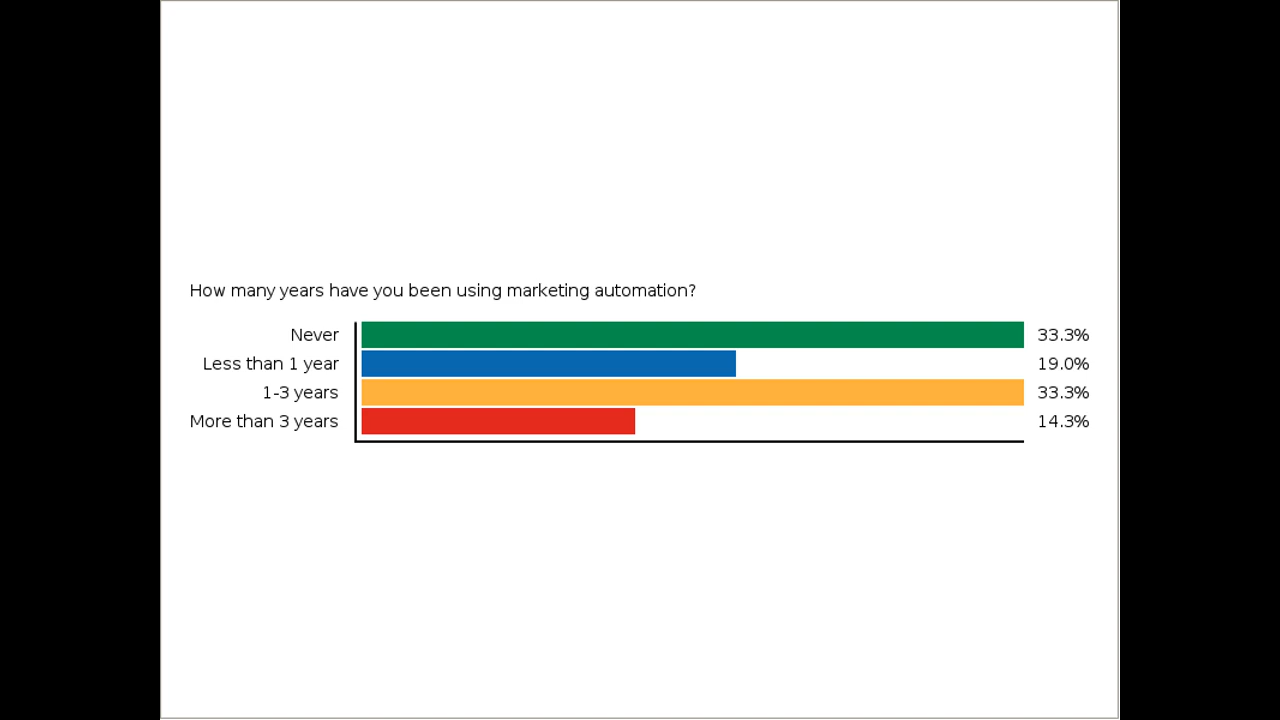 How many years have you been using marketing automation?
Never 33.3%
Less than 1 year 19.0%
1-3 years 33.3%
More than 3 years 14.3%